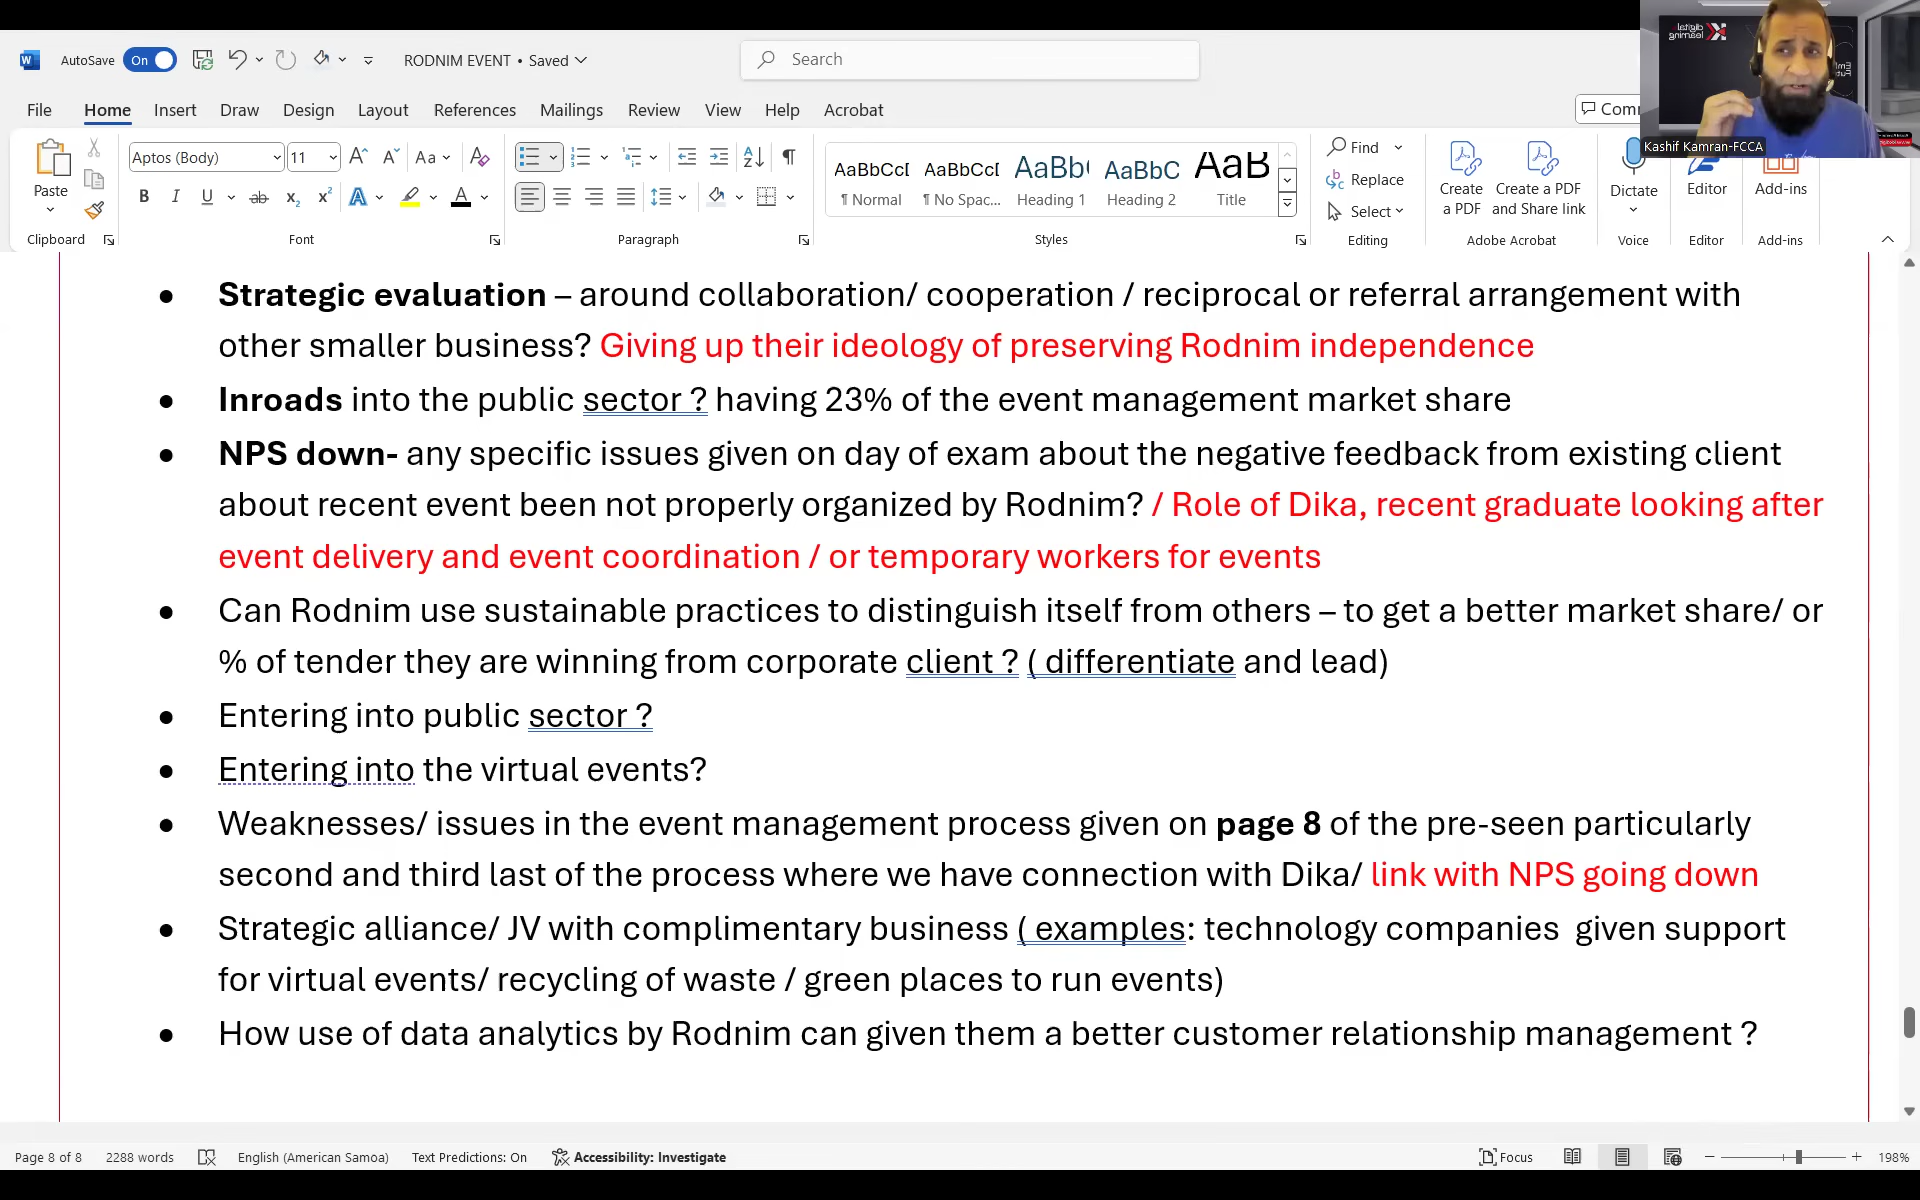 AutoSave On RODNIM EVENT • Saved Search
File Home Insert Draw Design Layout References Mailings Review View Help Acrobat Comm
Paste
Clipboard
Aptos (Body) 11
Font
Paragraph
AaBbCcI AaBbCcI AaBb( AaBbC AaB
¶ Normal ¶ No Spac... Heading 1 Heading 2 Title
Styles
Find
Replace
Select
Editing
Create a PDF
Create a PDF and Share link
Adobe Acrobat
Dictate
Voice
Editor
Editor
Add-ins
Add-ins
digital learning
Kashif Kamran-FCCA
• Strategic evaluation – around collaboration/ cooperation / reciprocal or referral arrangement with
other smaller business? Giving up their ideology of preserving Rodnim independence
• Inroads into the public sector ? having 23% of the event management market share
• NPS down- any specific issues given on day of exam about the negative feedback from existing client
about recent event been not properly organized by Rodnim? / Role of Dika, recent graduate looking after
event delivery and event coordination / or temporary workers for events
• Can Rodnim use sustainable practices to distinguish itself from others – to get a better market share/ or
% of tender they are winning from corporate client ? ( differentiate and lead)
• Entering into public sector ?
• Entering into the virtual events?
• Weaknesses/ issues in the event management process given on page 8 of the pre-seen particularly
second and third last of the process where we have connection with Dika/ link with NPS going down
• Strategic alliance/ JV with complimentary business ( examples: technology companies  given support
for virtual events/ recycling of waste / green places to run events)
• How use of data analytics by Rodnim can given them a better customer relationship management ?
Page 8 of 8 2288 words English (American Samoa) Text Predictions: On Accessibility: Investigate Focus 198%